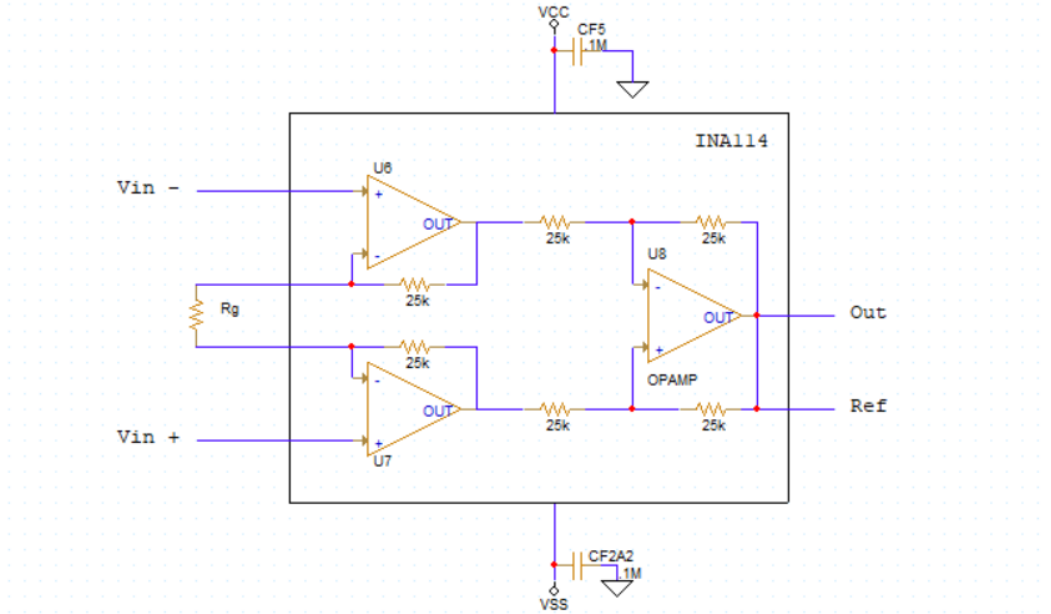 VCC
CF5
.1M
INA114
U6
Vin -
+
OUT
-
25k
25k
U8
25k
Rg
-
OUT
Out
+
25k
OPAMP
-
OUT
Ref
25k
25k
Vin +
+
U7
CF2A2
.1M
VSS